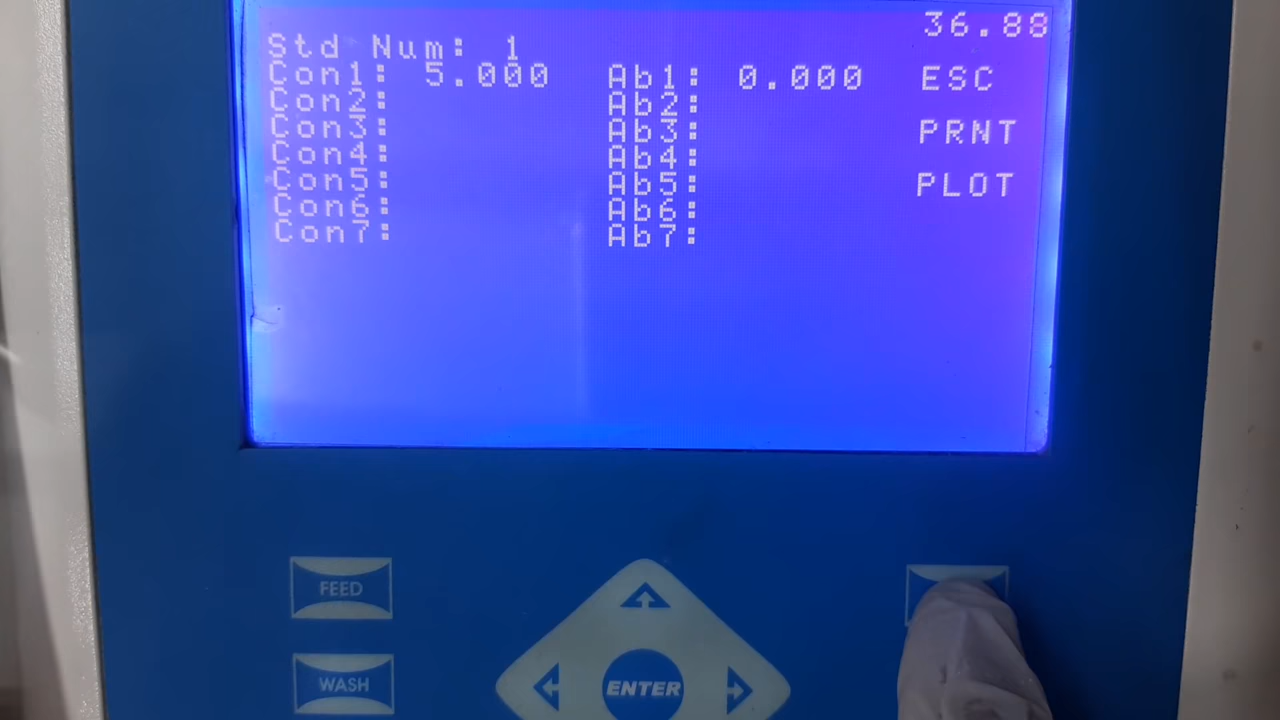 36.88
Std Num: 1
Con1: 5.000 Ab1: 0.000 ESC
Con2: Ab2:
Con3: Ab3: PRNT
Con4: Ab4:
Con5: Ab5: PLOT
Con6: Ab6:
Con7: Ab7:
FEED
WASH
ENTER